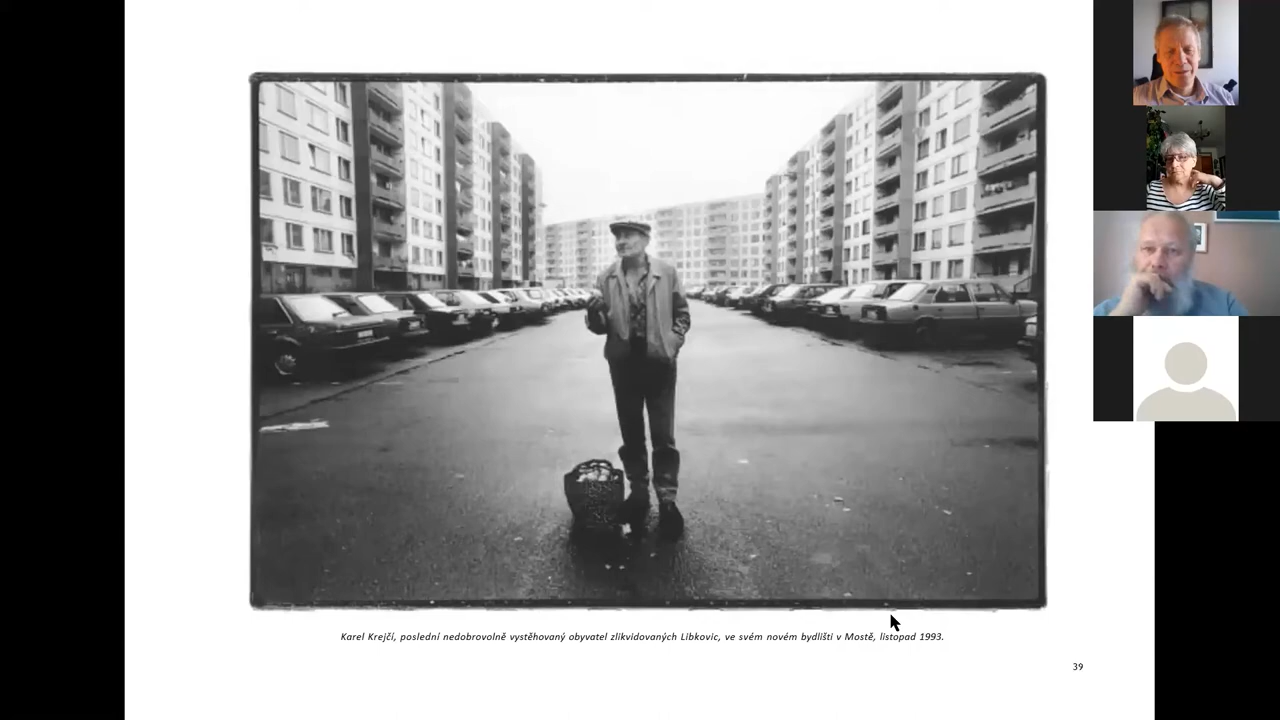 Karel Krejčí, poslední nedobrovolně vystěhovaný obyvatel zlikvidovaných Libkovic, ve svém novém bydlišti v Mostě, listopad 1993.
39